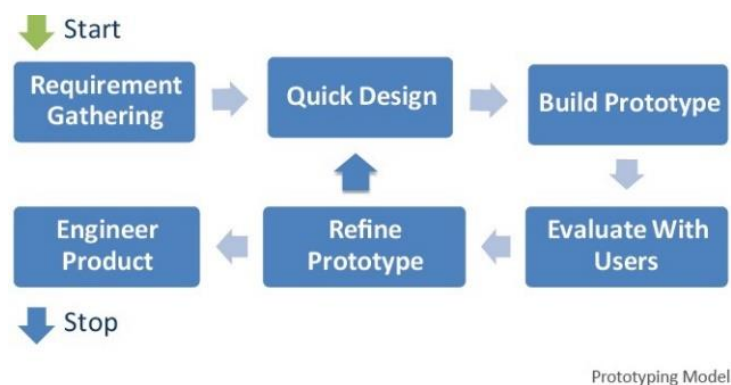 Start
Requirement
Gathering
Quick Design
Build Prototype
Evaluate With
Users
Refine
Prototype
Engineer
Product
Stop
Prototyping Model